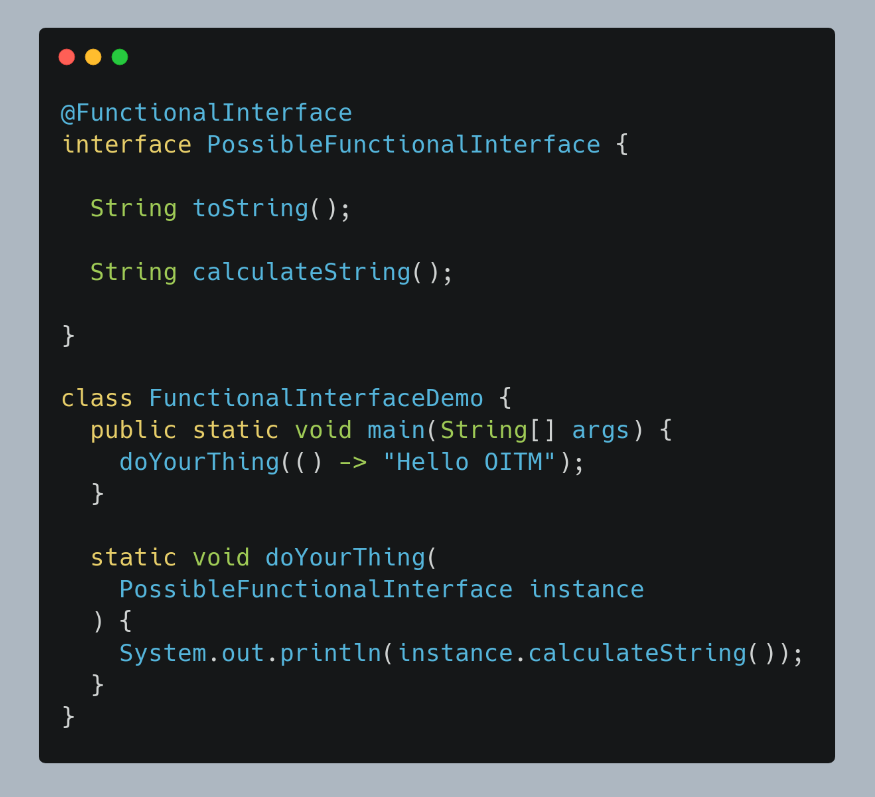 @FunctionalInterface
interface PossibleFunctionalInterface {
String toString();
String calculateString();
}
class FunctionalInterfaceDemo {
public static void main(String[] args) {
doYourThing(() -> "Hello OITM");
}
static void doYourThing(
PossibleFunctionalInterface instance
) {
System.out.println(instance.calculateString());
}
}